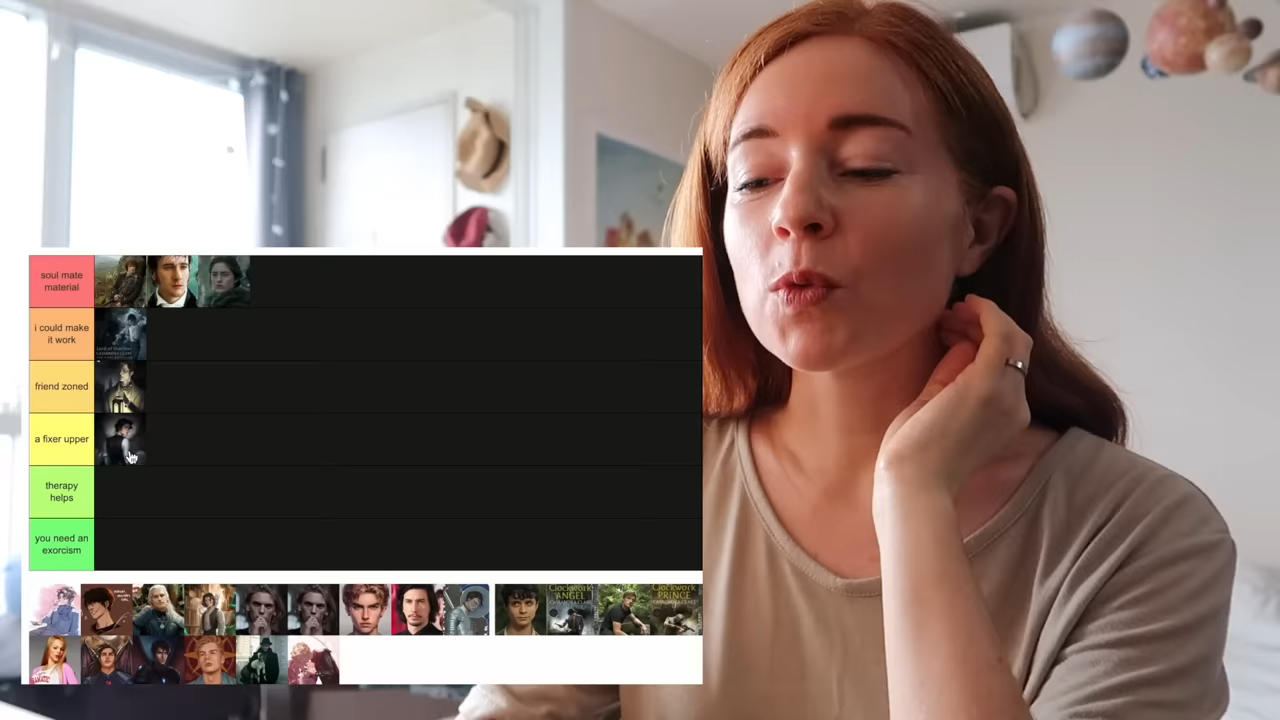 soul mate
material
i could make
it work
friend zoned
a fixer upper
therapy
helps
you need an
exorcism
CLOCKWORK
ANGEL
CLOCKWORK
PRINCE